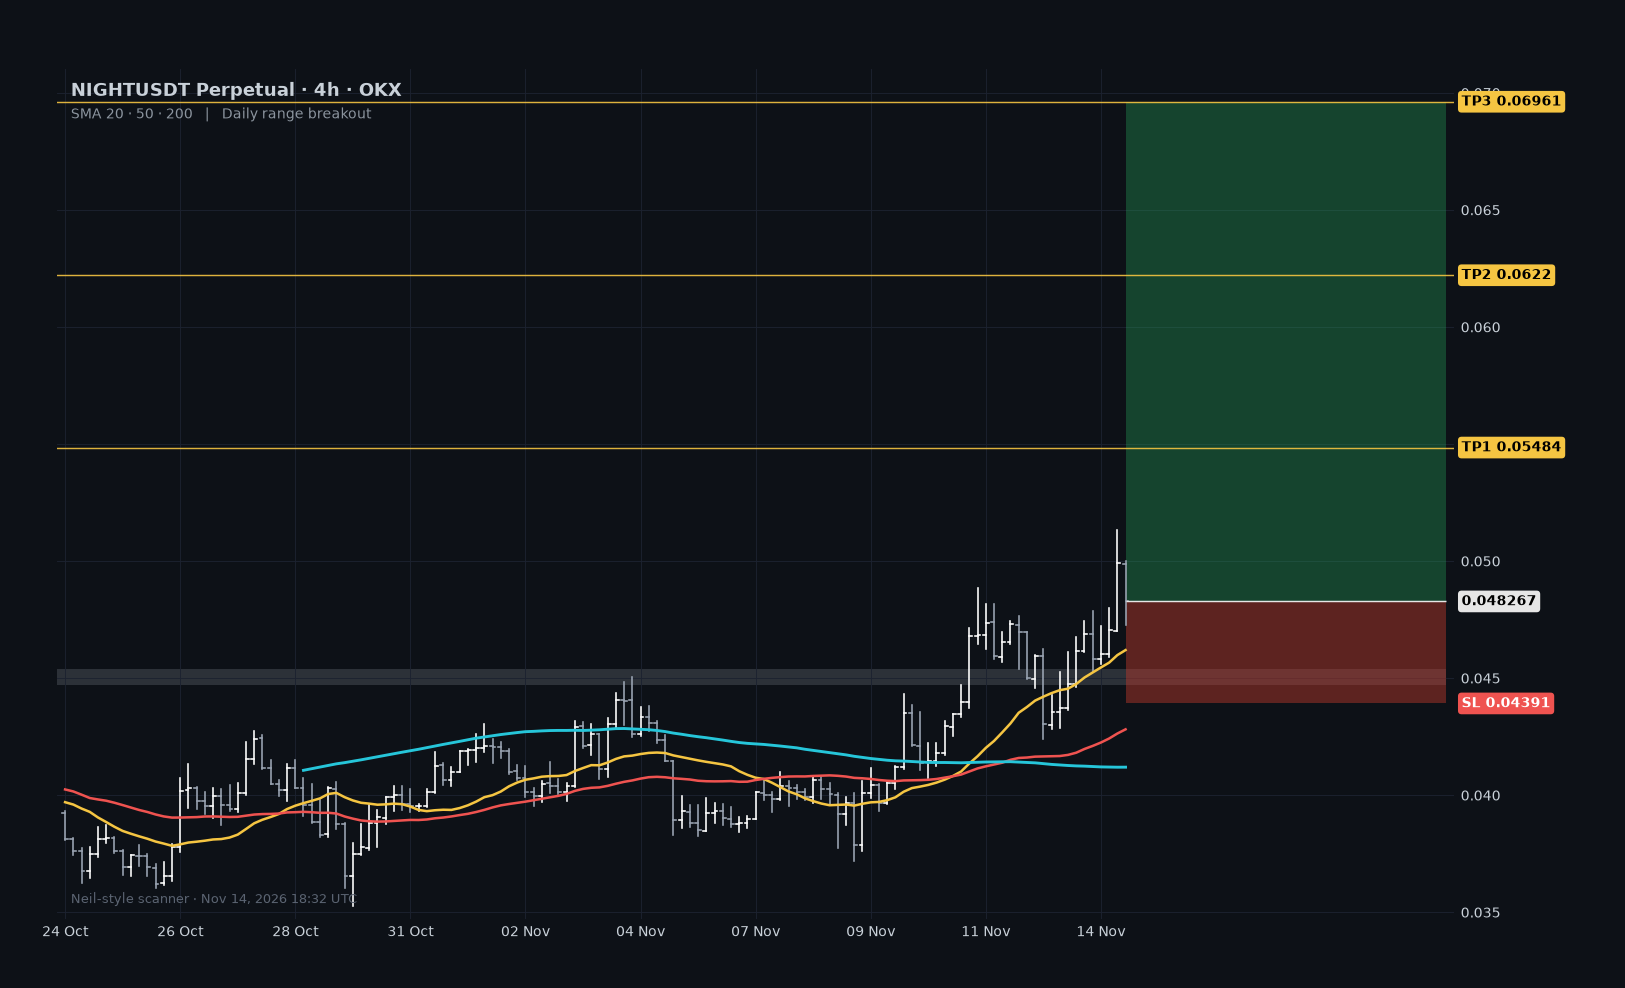 NIGHTUSDT Perpetual · 4h · OKX
SMA 20 · 50 · 200 | Daily range breakout
TP3 0.06961
0.065
TP2 0.0622
0.060
TP1 0.05484
0.050
0.048267
0.045
SL 0.04391
0.040
0.035
Neil-style scanner · Nov 14, 2026 18:32 UTC
24 Oct 26 Oct 28 Oct 31 Oct 02 Nov 04 Nov 07 Nov 09 Nov 11 Nov 14 Nov